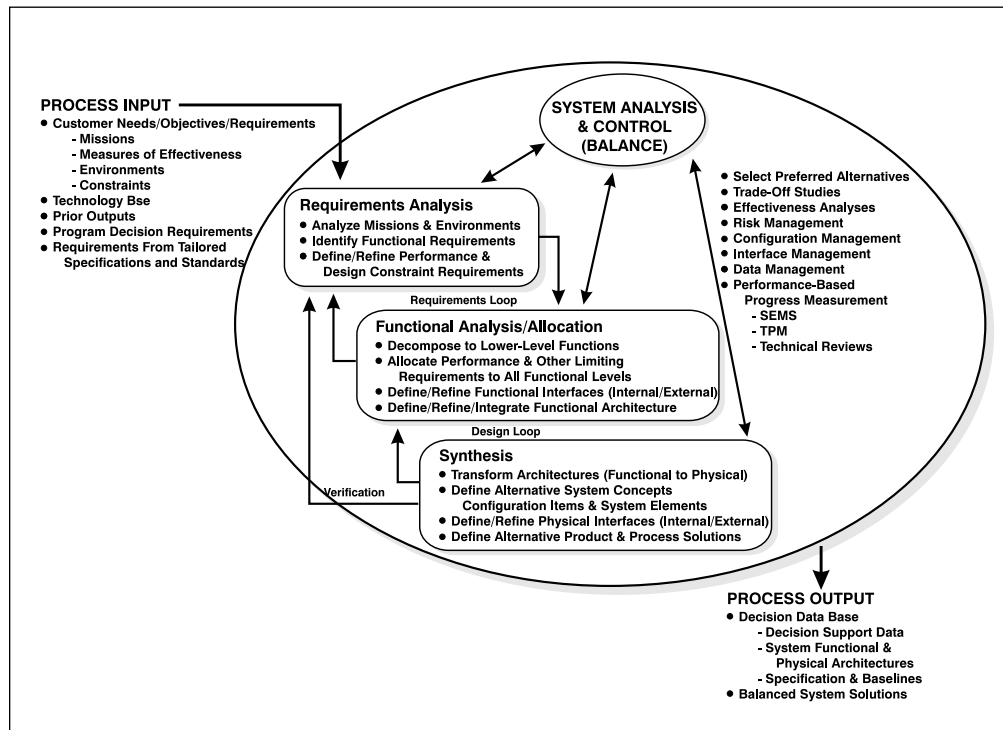 PROCESS INPUT
● Customer Needs/Objectives/Requirements
- Missions
- Measures of Effectiveness
- Environments
- Constraints
● Technology Bse
● Prior Outputs
● Program Decision Requirements
● Requirements From Tailored
Specifications and Standards
SYSTEM ANALYSIS
& CONTROL
(BALANCE)
● Select Preferred Alternatives
● Trade-Off Studies
● Effectiveness Analyses
● Risk Management
● Configuration Management
● Interface Management
● Data Management
● Performance-Based
Progress Measurement
- SEMS
- TPM
- Technical Reviews
Requirements Analysis
● Analyze Missions & Environments
● Identify Functional Requirements
● Define/Refine Performance &
Design Constraint Requirements
Requirements Loop
Functional Analysis/Allocation
● Decompose to Lower-Level Functions
● Allocate Performance & Other Limiting
Requirements to All Functional Levels
● Define/Refine Functional Interfaces (Internal/External)
● Define/Refine/Integrate Functional Architecture
Design Loop
Synthesis
● Transform Architectures (Functional to Physical)
● Define Alternative System Concepts
Configuration Items & System Elements
● Define/Refine Physical Interfaces (Internal/External)
● Define Alternative Product & Process Solutions
Verification
PROCESS OUTPUT
● Decision Data Base
- Decision Support Data
- System Functional &
Physical Architectures
- Specification & Baselines
● Balanced System Solutions